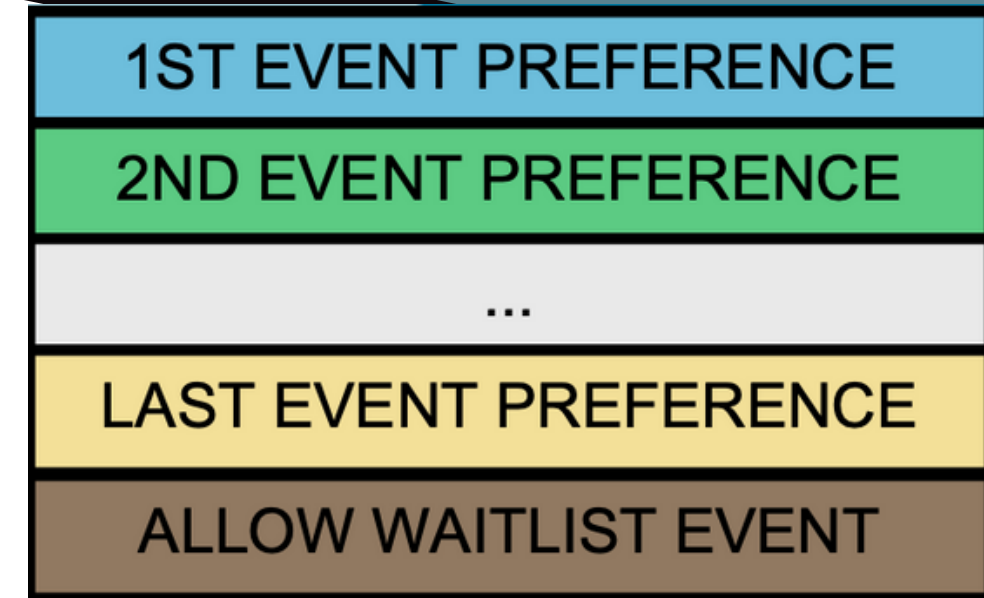 1ST EVENT PREFERENCE
2ND EVENT PREFERENCE
...
LAST EVENT PREFERENCE
ALLOW WAITLIST EVENT